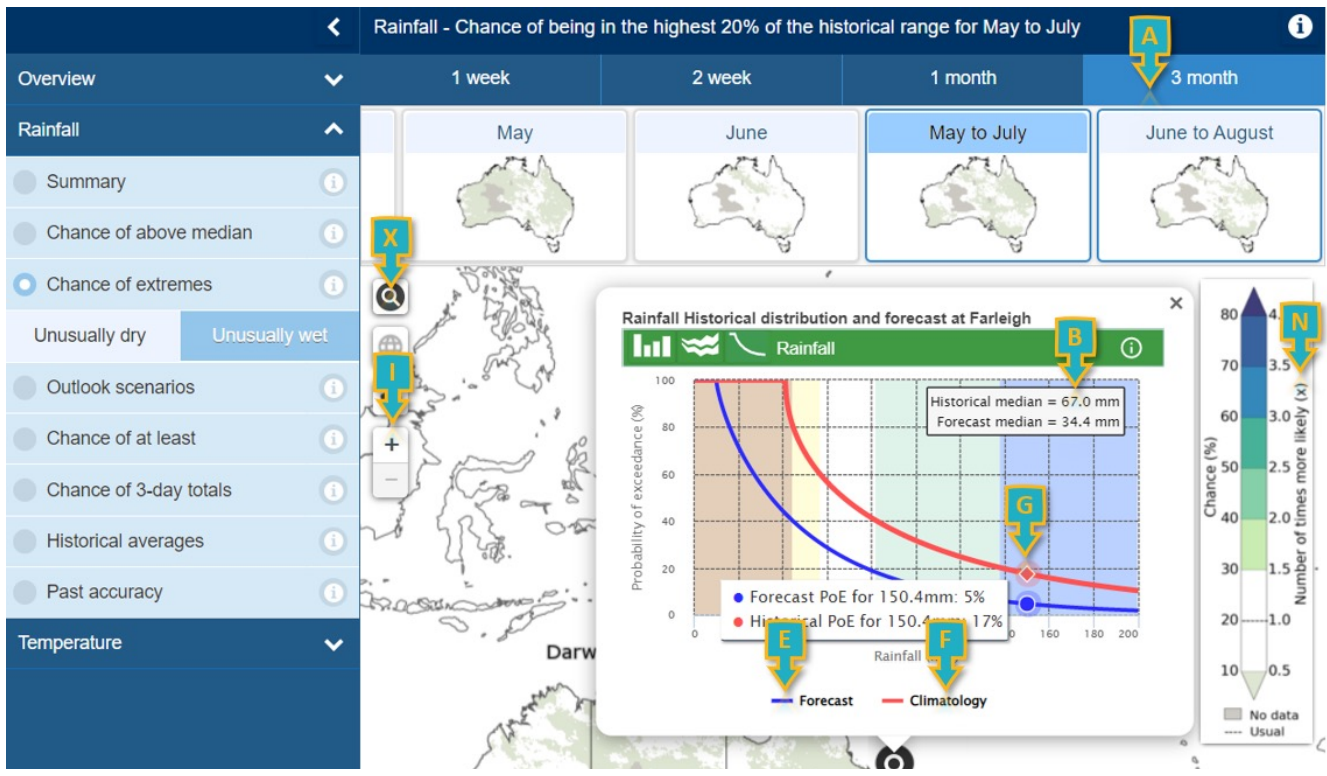 Rainfall - Chance of being in the highest 20% of the historical range for May to July
A
Overview
1 week
2 week
1 month
3 month
Rainfall
May
June
May to July
June to August
Summary
Chance of above median
X
Chance of extremes
Unusually dry
Unusually wet
Outlook scenarios
Chance of at least
Chance of 3-day totals
Historical averages
Past accuracy
Temperature
I
+
−
Rainfall Historical distribution and forecast at Farleigh
Rainfall
B
Historical median = 67.0 mm
Forecast median = 34.4 mm
Probability of exceedance (%)
100
80
60
40
20
0
G
Forecast PoE for 150.4mm: 5%
Historical PoE for 150.4mm: 17%
0
160
180
200
Rainfall
E
F
Forecast
Climatology
Darw
N
Chance (%)
80
70
60
50
40
30
20
10
4.
3.5
3.0
2.5
2.0
1.5
1.0
0.5
Number of times more likely (x)
No data
Usual